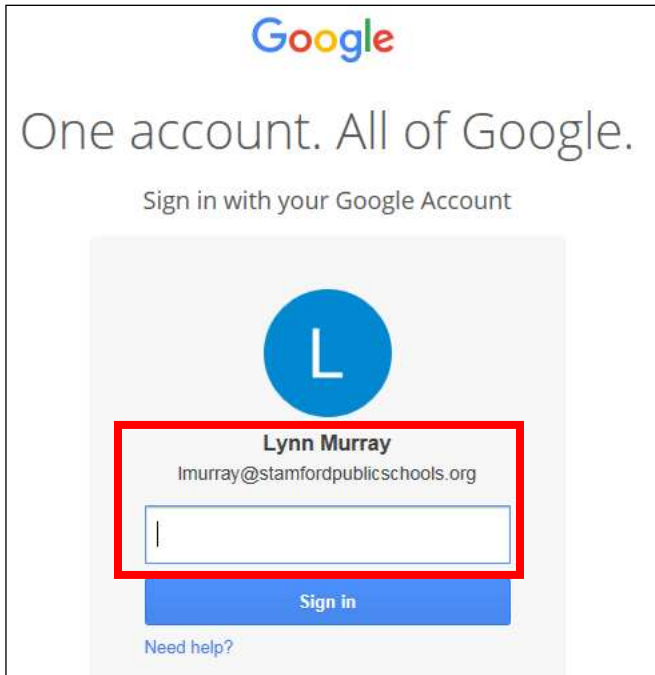 Google
One account. All of Google.
Sign in with your Google Account
L
Lynn Murray
lmurray@stamfordpublicschools.org
Sign in
Need help?